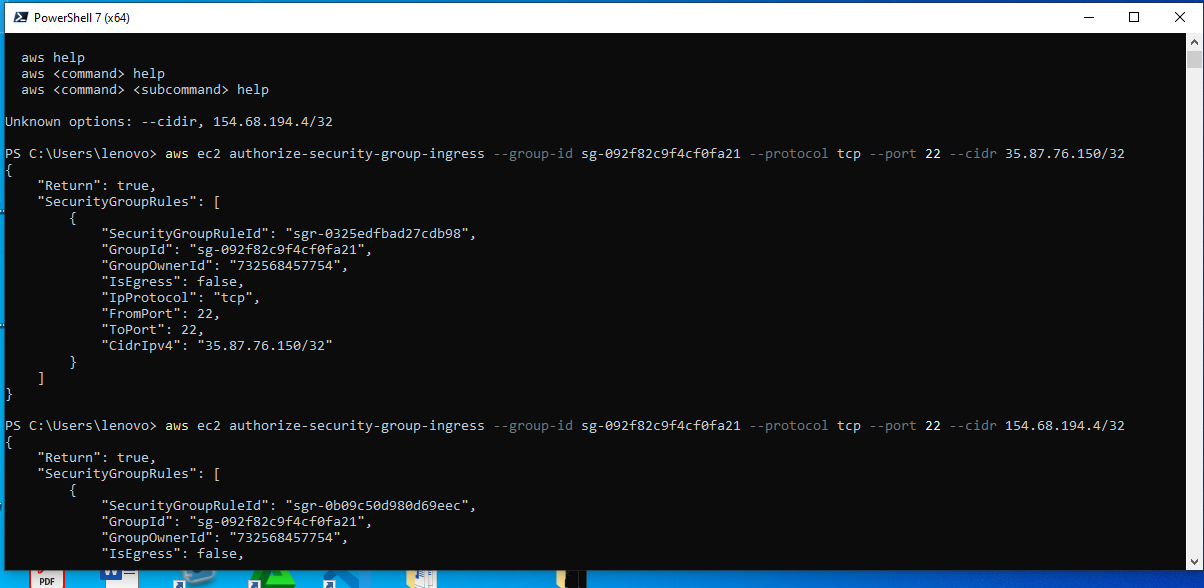 PowerShell 7 (x64)
aws help
aws <command> help
aws <command> <subcommand> help
Unknown options: --cidir, 154.68.194.4/32
PS C:\Users\lenovo> aws ec2 authorize-security-group-ingress --group-id sg-092f82c9f4cf0fa21 --protocol tcp --port 22 --cidr 35.87.76.150/32
{
"Return": true,
"SecurityGroupRules": [
{
"SecurityGroupRuleId": "sgr-0325edfbad27cdb98",
"GroupId": "sg-092f82c9f4cf0fa21",
"GroupOwnerId": "732568457754",
"IsEgress": false,
"IpProtocol": "tcp",
"FromPort": 22,
"ToPort": 22,
"CidrIpv4": "35.87.76.150/32"
}
]
}
PS C:\Users\lenovo> aws ec2 authorize-security-group-ingress --group-id sg-092f82c9f4cf0fa21 --protocol tcp --port 22 --cidr 154.68.194.4/32
{
"Return": true,
"SecurityGroupRules": [
{
"SecurityGroupRuleId": "sgr-0b09c50d980d69eec",
"GroupId": "sg-092f82c9f4cf0fa21",
"GroupOwnerId": "732568457754",
"IsEgress": false,
PDF
W